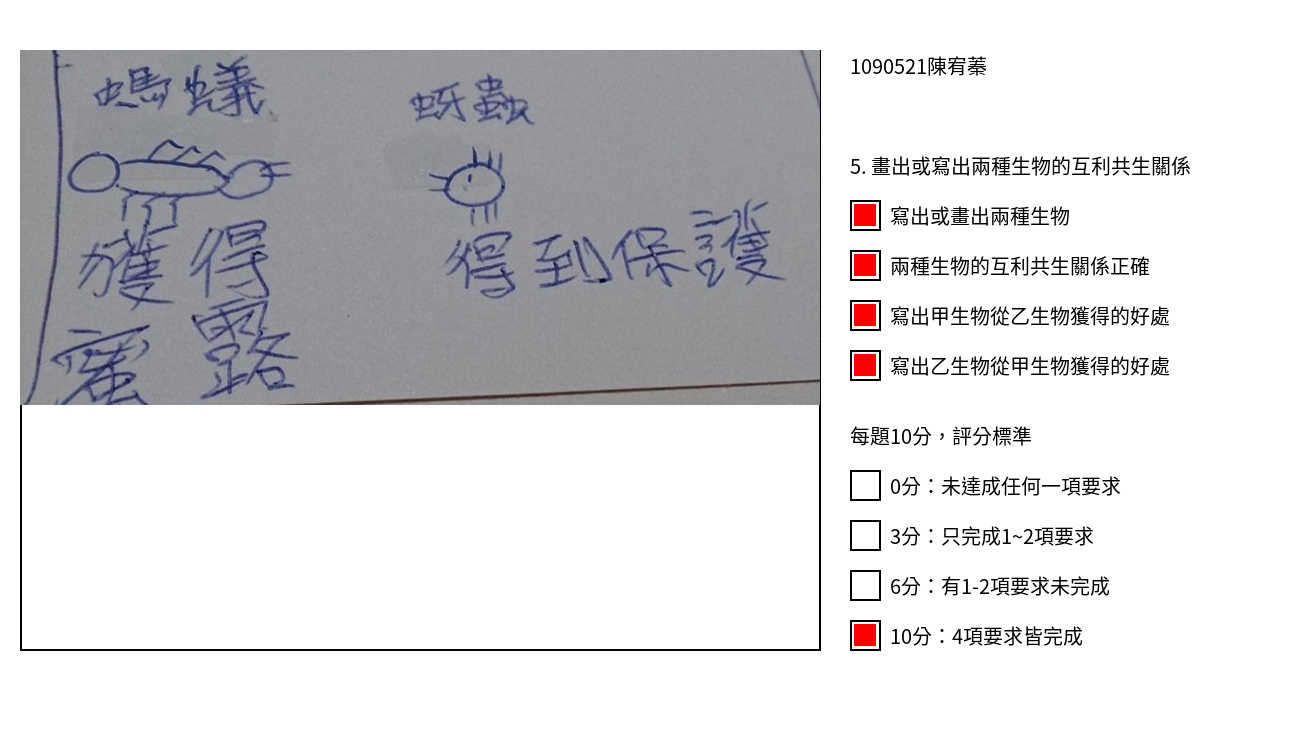 螞蟻
蚜蟲
獲得
蜜露
得到保護
1090521陳宥蓁
5. 畫出或寫出兩種生物的互利共生關係
寫出或畫出兩種生物
兩種生物的互利共生關係正確
寫出甲生物從乙生物獲得的好處
寫出乙生物從甲生物獲得的好處
每題10分，評分標準
0分：未達成任何一項要求
3分：只完成1~2項要求
6分：有1-2項要求未完成
10分：4項要求皆完成